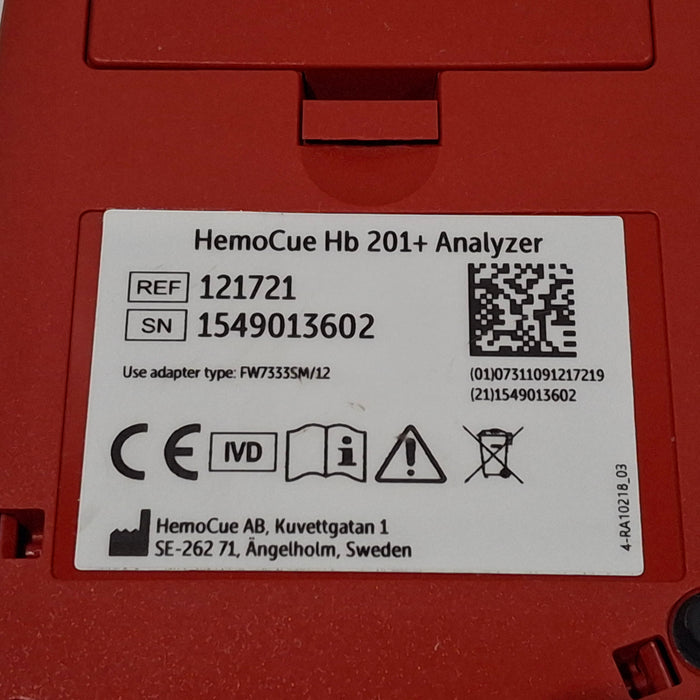 HemoCue Hb 201+ Analyzer
REF 121721
SN 1549013602
Use adapter type: FW7333SM/12
(01)07311091217219
(21)1549013602
CE IVD i !
HemoCue AB, Kuvettgatan 1
SE-262 71, Ängelholm, Sweden
4-RA10218_03